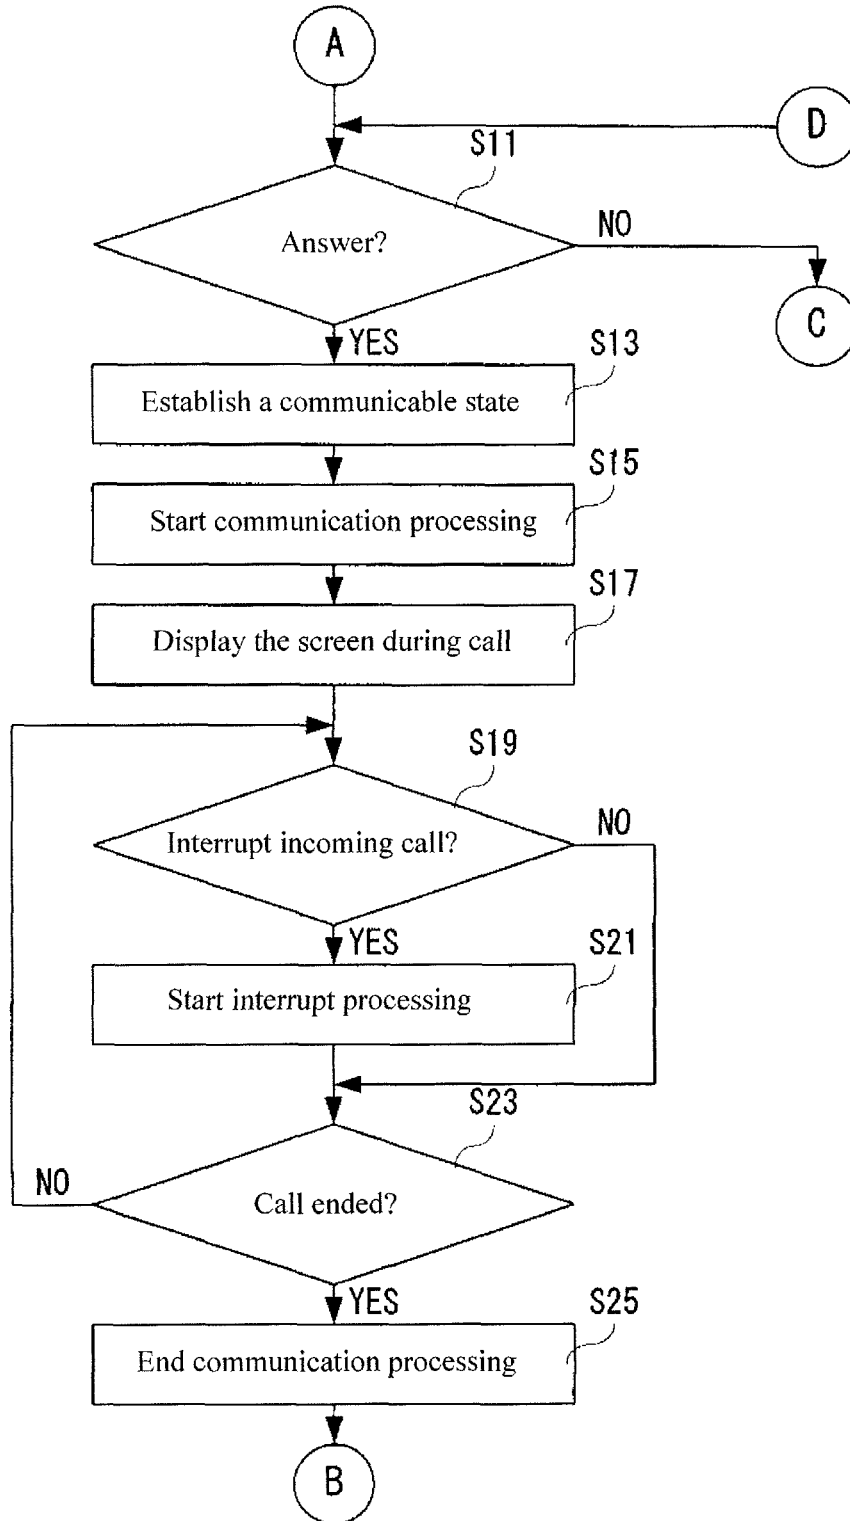 A
D
S11
Answer?
NO
C
YES
S13
Establish a communicable state
S15
Start communication processing
S17
Display the screen during call
S19
Interrupt incoming call?
NO
YES
S21
Start interrupt processing
S23
NO
Call ended?
YES
S25
End communication processing
B